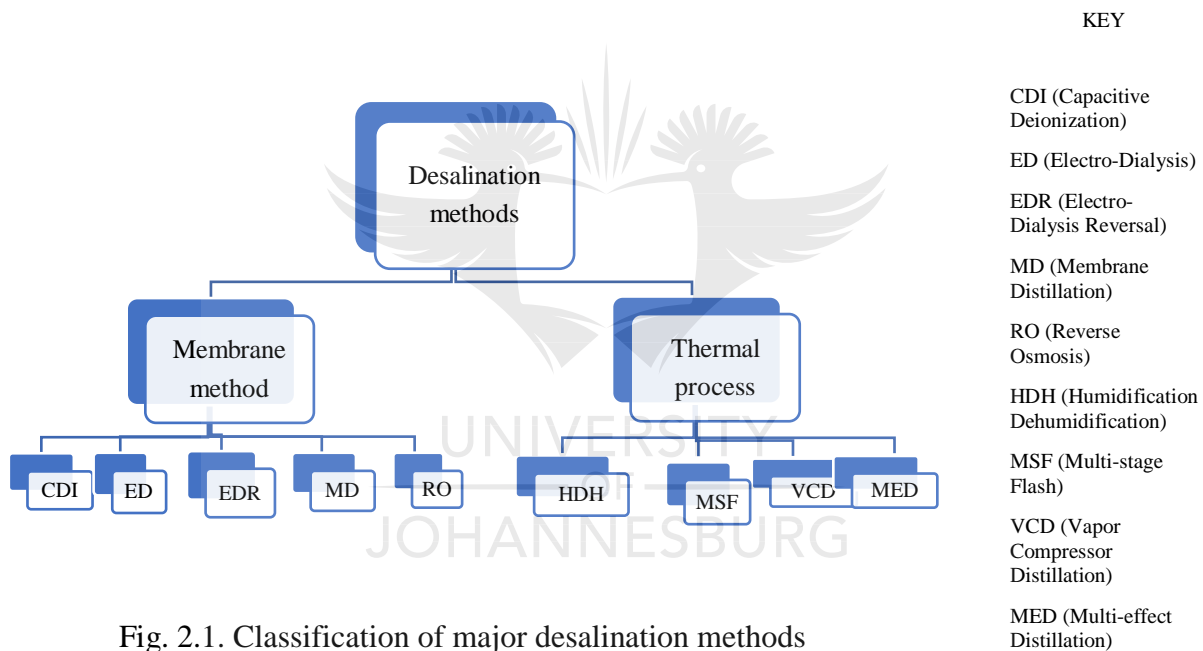 Desalination
methods
Membrane
method
Thermal
process
CDI
ED
EDR
MD
RO
HDH
MSF
VCD
MED
UNIVERSITY
OF
JOHANNESBURG
Fig. 2.1. Classification of major desalination methods
KEY
CDI (Capacitive
Deionization)
ED (Electro-Dialysis)
EDR (Electro-
Dialysis Reversal)
MD (Membrane
Distillation)
RO (Reverse
Osmosis)
HDH (Humidification
Dehumidification)
MSF (Multi-stage
Flash)
VCD (Vapor
Compressor
Distillation)
MED (Multi-effect
Distillation)